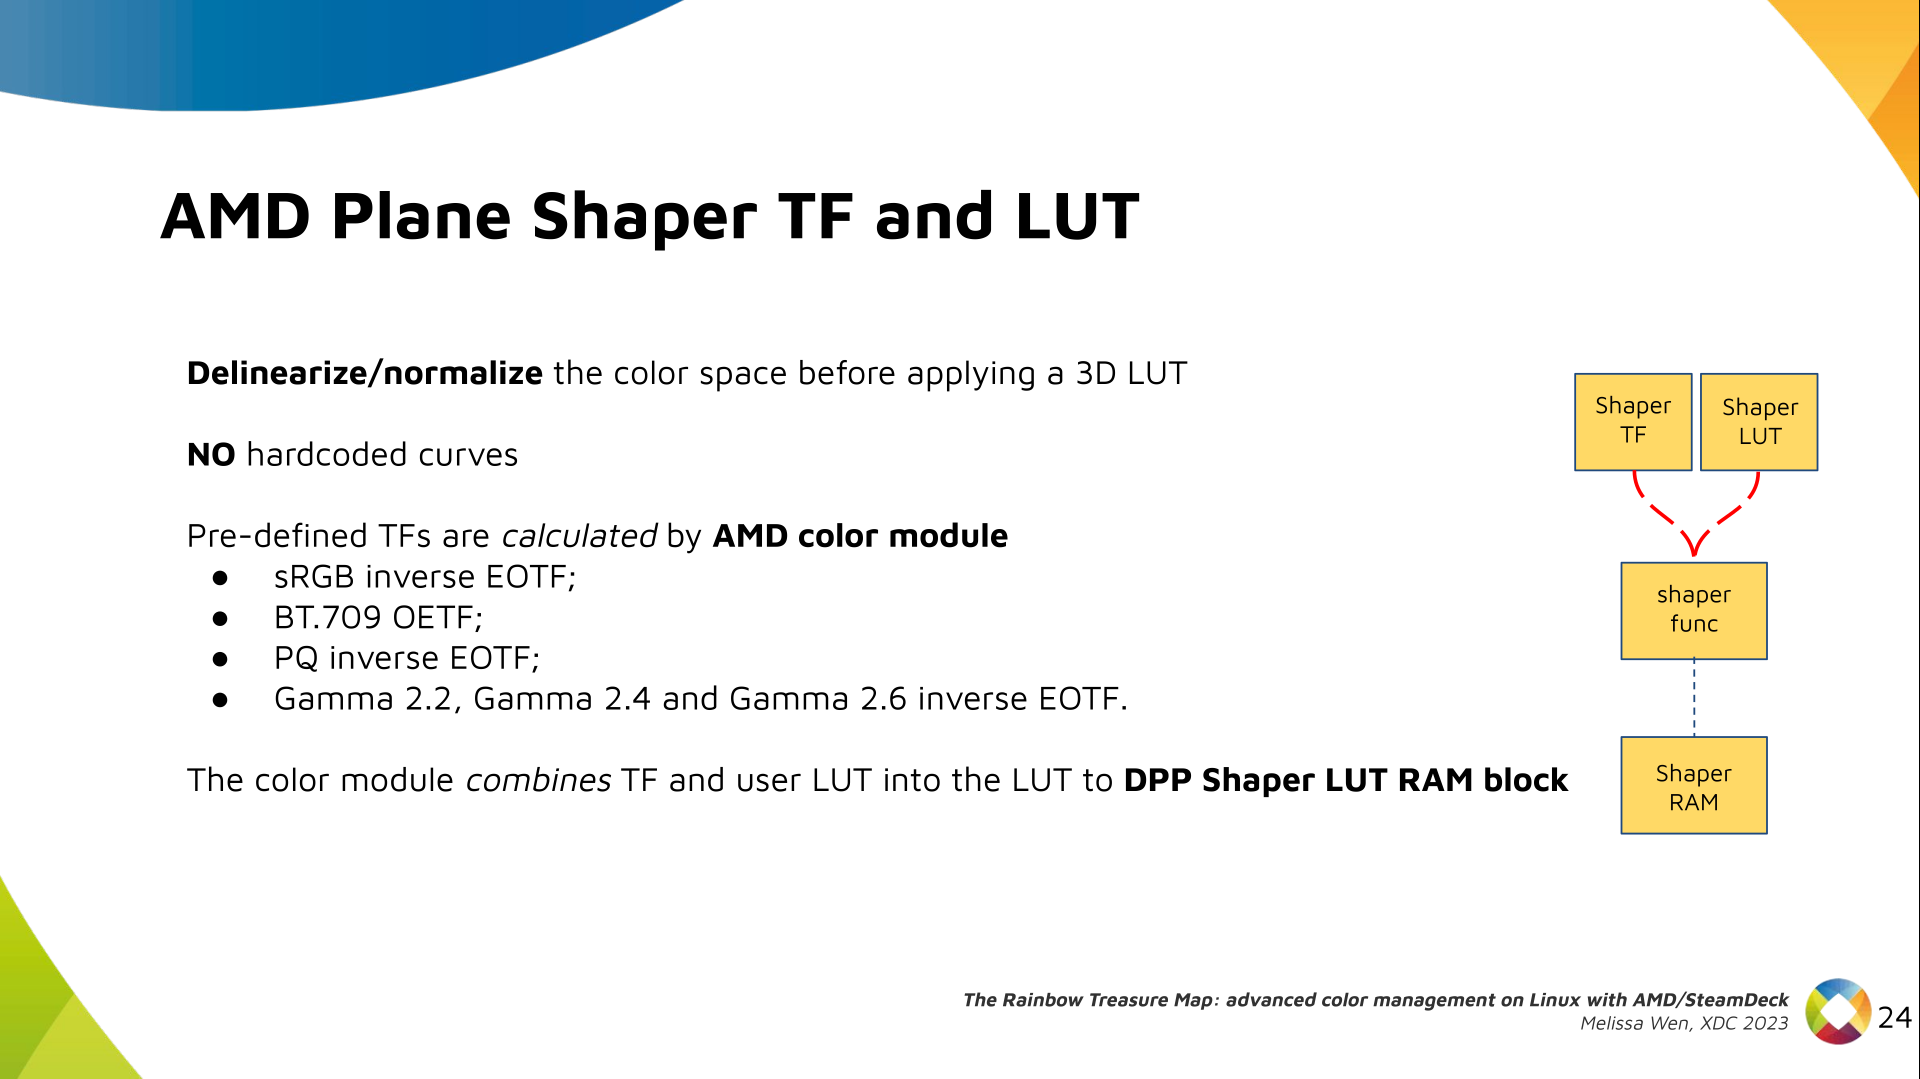 AMD Plane Shaper TF and LUT
Delinearize/normalize the color space before applying a 3D LUT
NO hardcoded curves
Pre-defined TFs are calculated by AMD color module
● sRGB inverse EOTF;
● BT.709 OETF;
● PQ inverse EOTF;
● Gamma 2.2, Gamma 2.4 and Gamma 2.6 inverse EOTF.
The color module combines TF and user LUT into the LUT to DPP Shaper LUT RAM block
Shaper
TF
Shaper
LUT
shaper
func
Shaper
RAM
The Rainbow Treasure Map: advanced color management on Linux with AMD/SteamDeck
Melissa Wen, XDC 2023
24